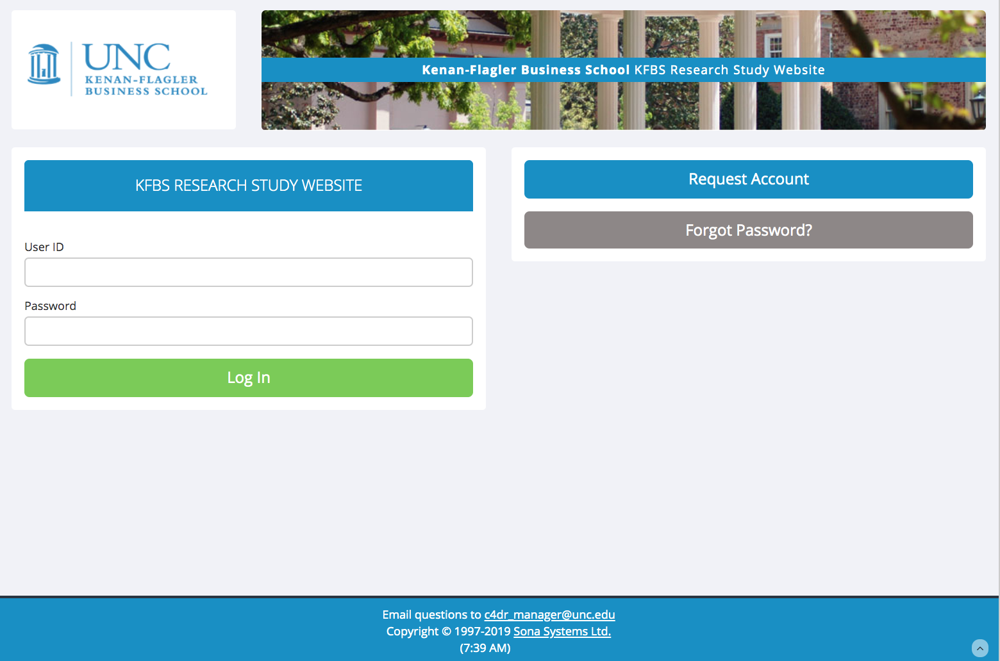 UNC
KENAN-FLAGLER
BUSINESS SCHOOL
Kenan-Flagler Business School KFBS Research Study Website
KFBS RESEARCH STUDY WEBSITE
User ID
Password
Log In
Request Account
Forgot Password?
Email questions to c4dr_manager@unc.edu
Copyright © 1997-2019 Sona Systems Ltd.
(7:39 AM)